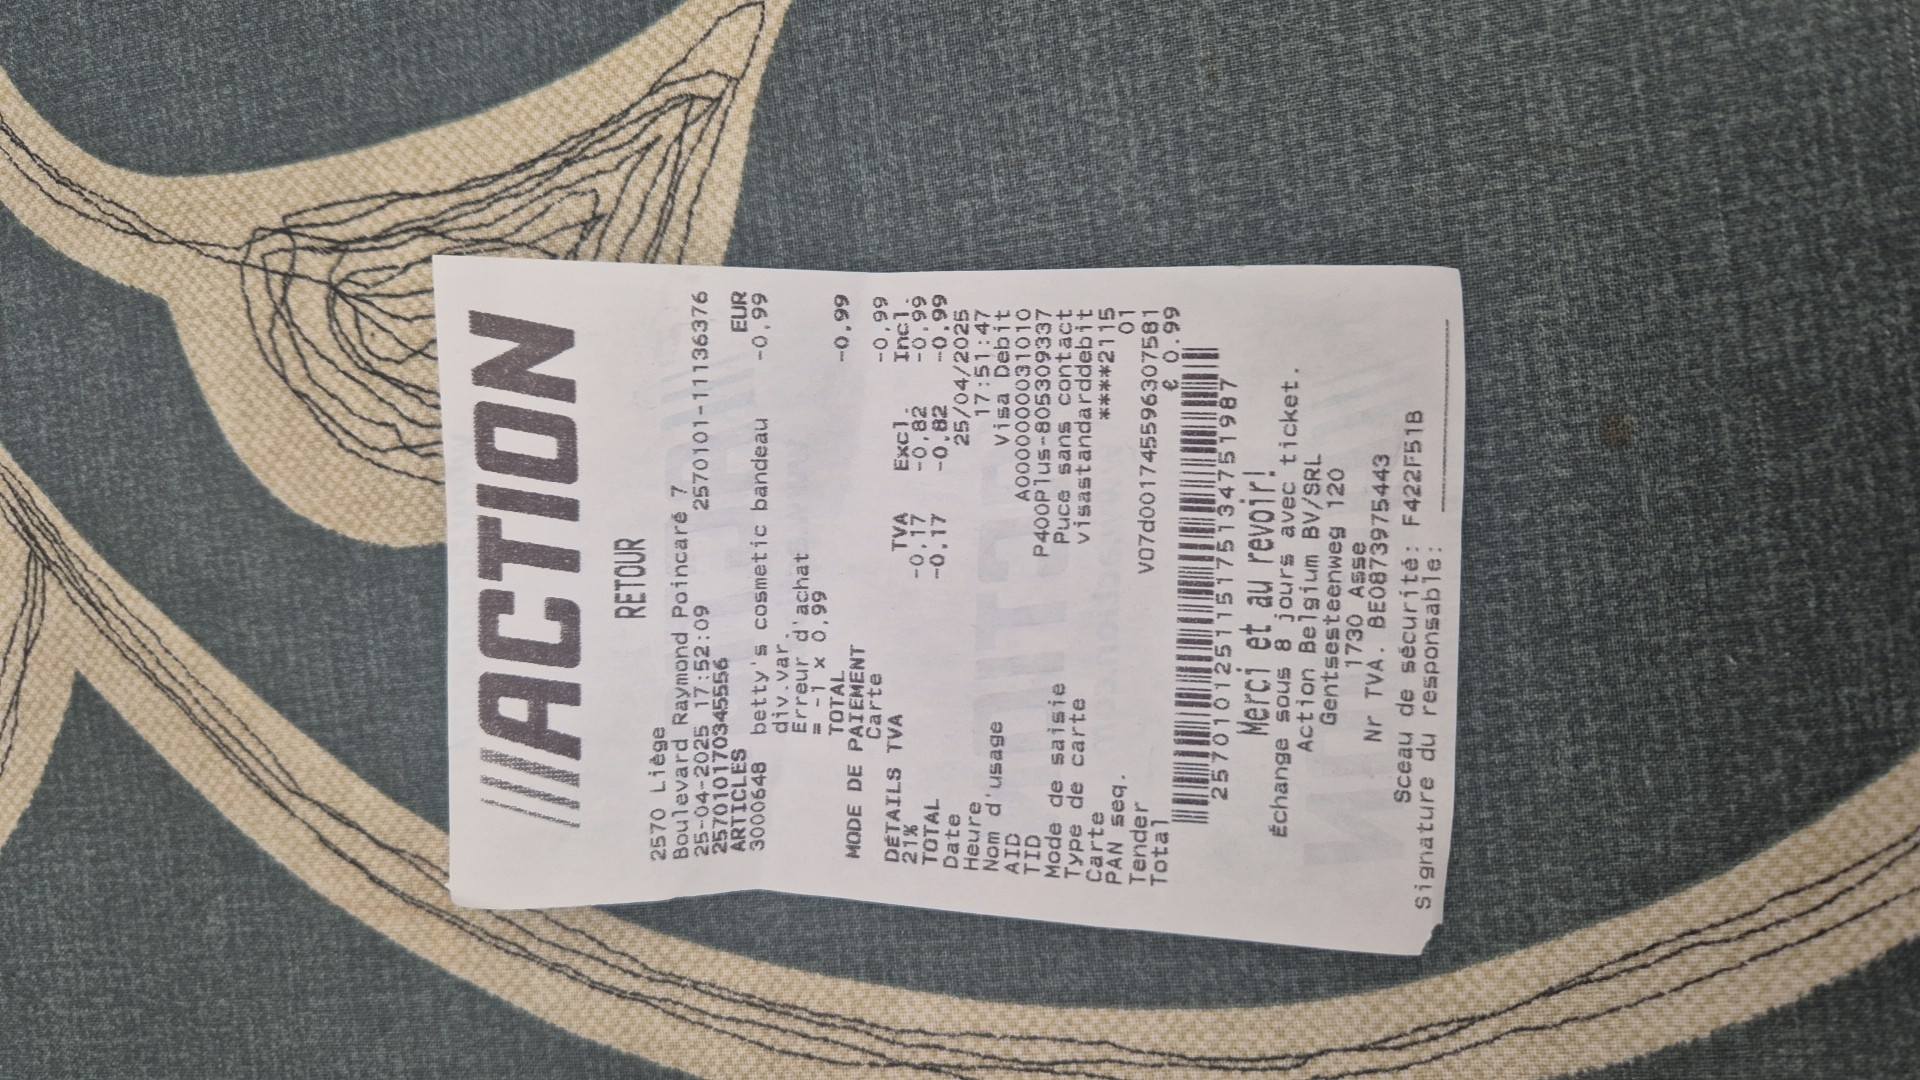 ACTION
RETOUR
2570 Liège
Boulevard Raymond Poincaré 7
25-04-2025 17:52:09 2570101-111136376
2570101170345556
ARTICLES EUR
3000648 betty's cosmetic bandeau -0,99
div.var.
Erreur d'achat
= -1 x 0,99
TOTAL -0,99
MODE DE PAIEMENT
Carte -0,99
DÉTAILS TVA TVA Excl. Incl.
21% -0,17 -0,82 -0,99
TOTAL -0,17 -0,82 -0,99
Date 25/04/2025
Heure 17:51:47
Nom d'usage Visa Debit
AID A0000000031010
TID P400Plus-805309337
Mode de saisie Puce sans contact
Type de carte visastandarddebit
Carte ****2115
PAN seq. 01
Tender V07d001745596307581
Total € 0.99
2570101251151751347519 87
Merci et au revoir!
Échange sous 8 jours avec ticket.
Action Belgium BV/SRL
Gentsesteenweg 120
1730 Asse
Nr TVA. BE0873975443
Sceau de sécurité: F422F51B
Signature du responsable: